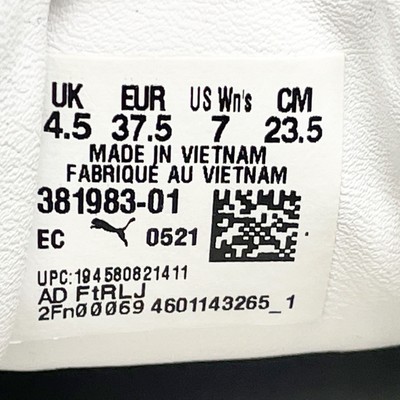 UK EUR US Wn's CM
4.5 37.5 7 23.5
MADE IN VIETNAM
FABRIQUÉ AU VIETNAM
381983-01
EC 0521
UPC:194580821411
AD FtRLJ
2Fn00069 4601143265_1